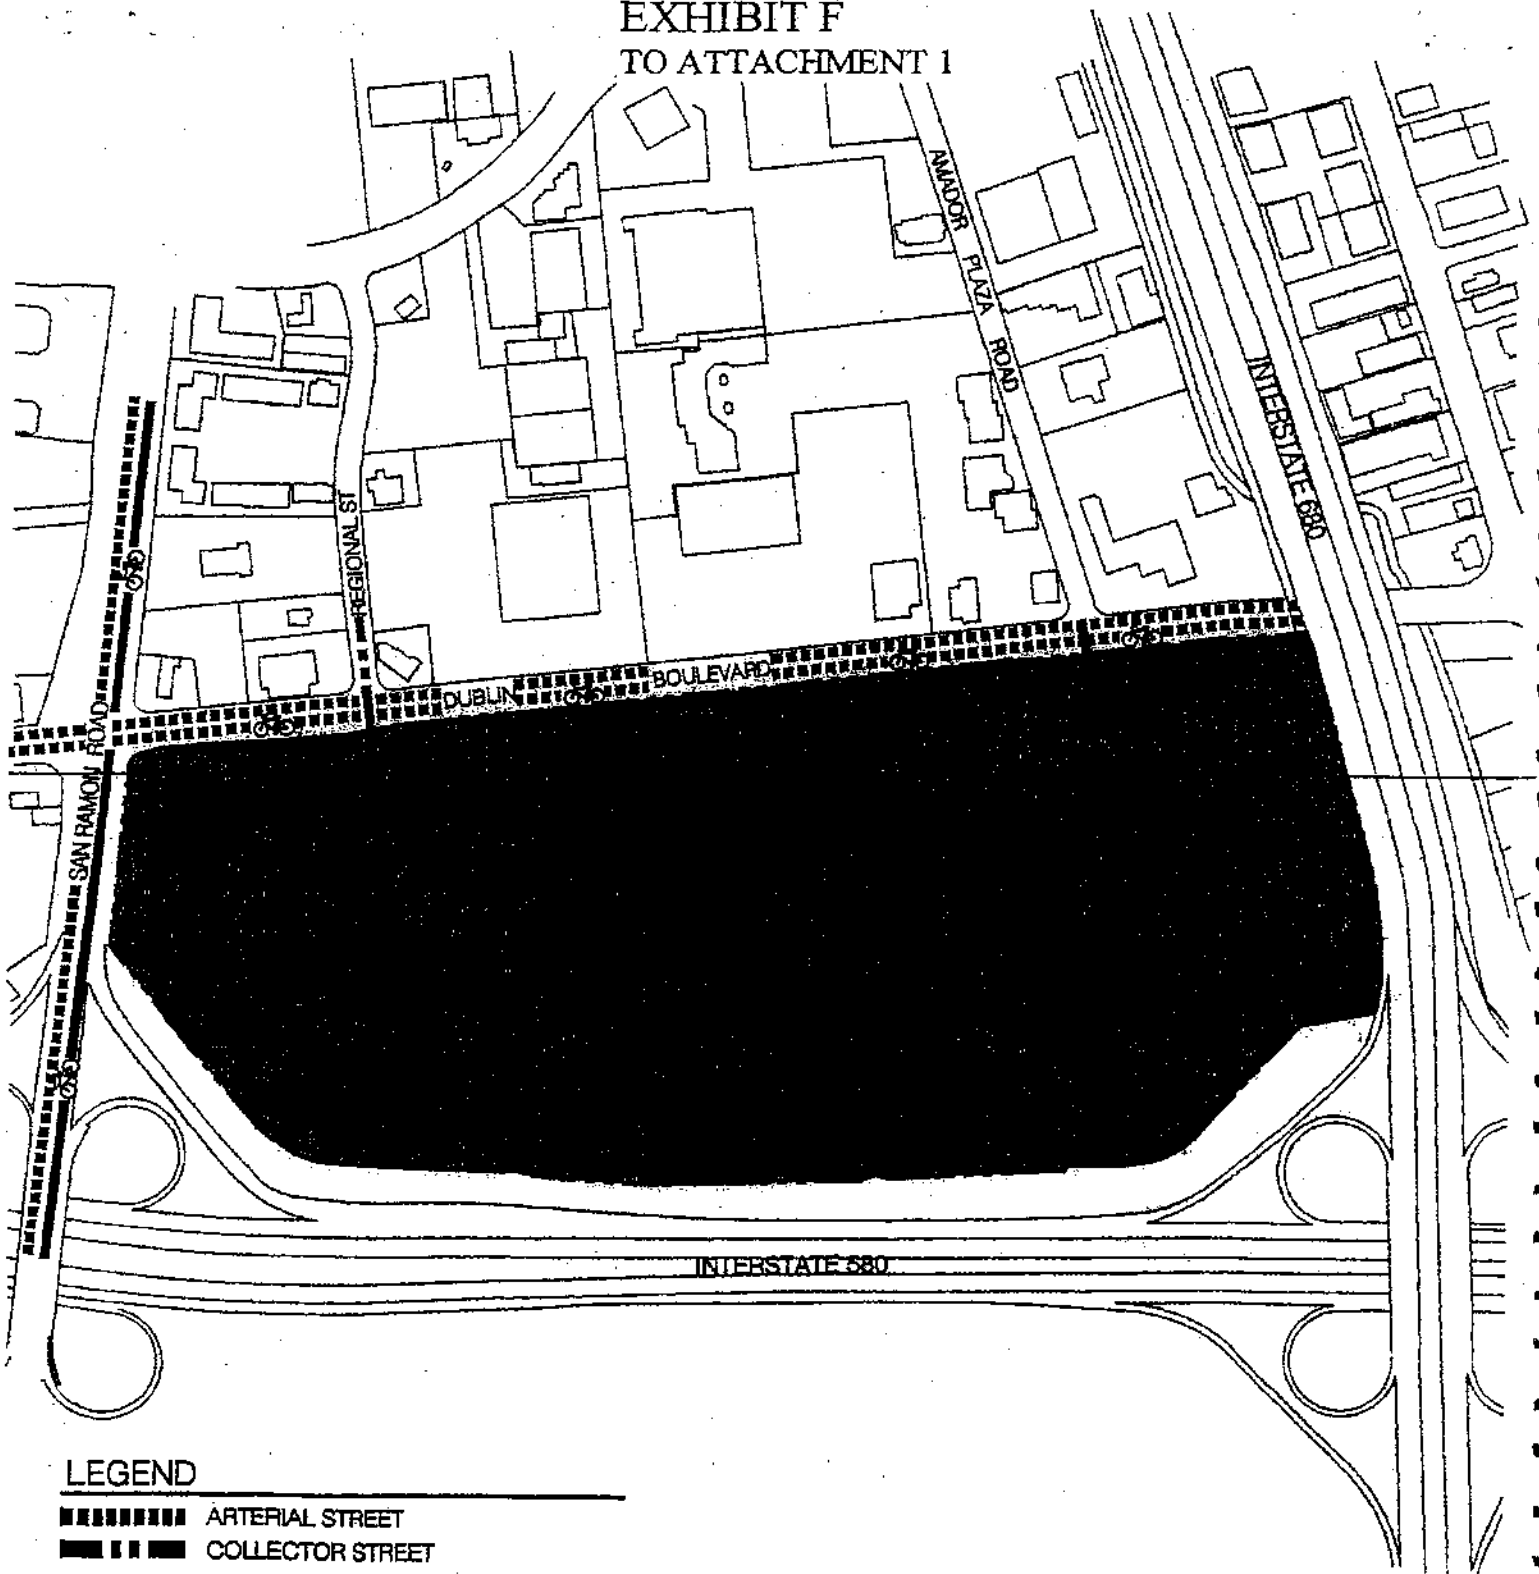 EXHIBIT F
TO ATTACHMENT 1
AMADOR PLAZA ROAD
INTERSTATE 680
REGIONAL ST
SAN RAMON ROAD
DUBLIN BOULEVARD
INTERSTATE 580
LEGEND
ARTERIAL STREET
COLLECTOR STREET